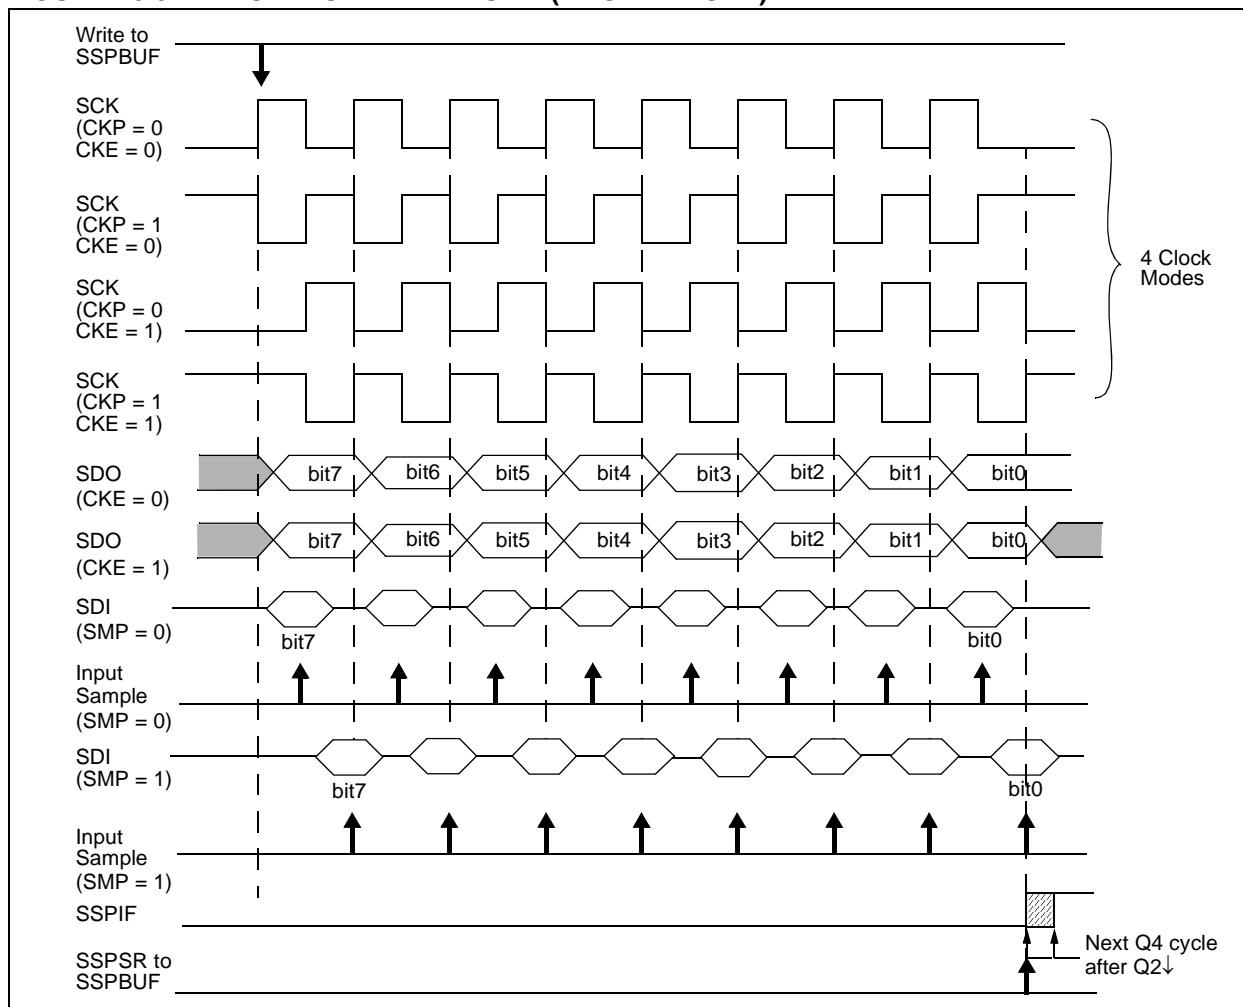 Write to
SSPBUF
SCK
(CKP = 0
CKE = 0)
SCK
(CKP = 1
CKE = 0)
SCK
(CKP = 0
CKE = 1)
SCK
(CKP = 1
CKE = 1)
4 Clock
Modes
SDO
(CKE = 0)
bit7 bit6 bit5 bit4 bit3 bit2 bit1 bit0
SDO
(CKE = 1)
bit7 bit6 bit5 bit4 bit3 bit2 bit1 bit0
SDI
(SMP = 0)
bit7 bit0
Input
Sample
(SMP = 0)
SDI
(SMP = 1)
bit7 bit0
Input
Sample
(SMP = 1)
SSPIF
Next Q4 cycle
after Q2↓
SSPSR to
SSPBUF